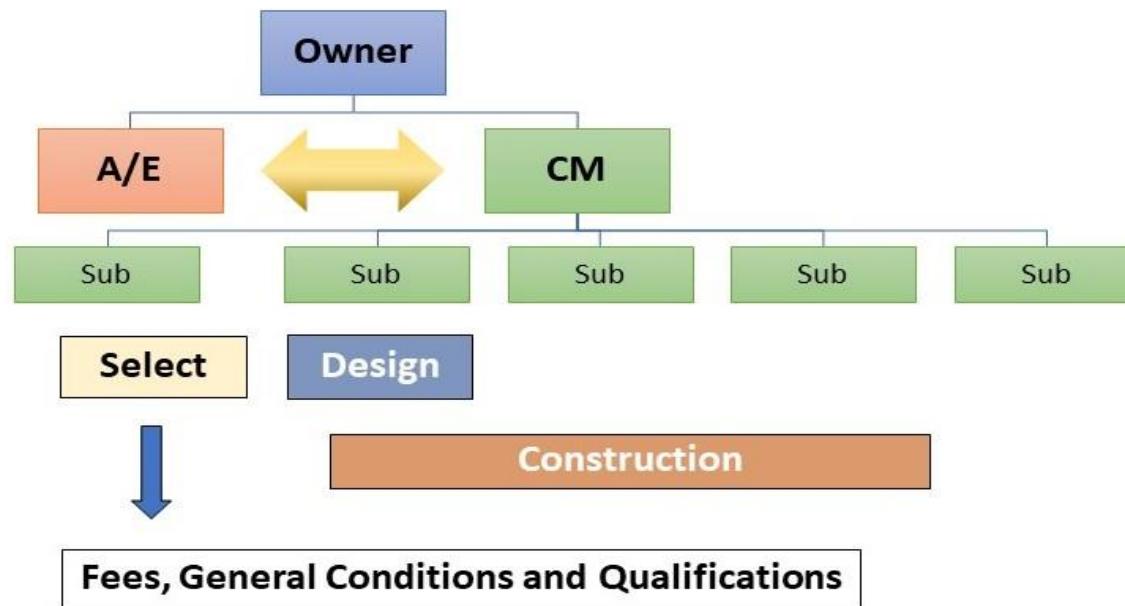 Owner
A/E
CM
Sub
Sub
Sub
Sub
Sub
Select
Design
Construction
Fees, General Conditions and Qualifications